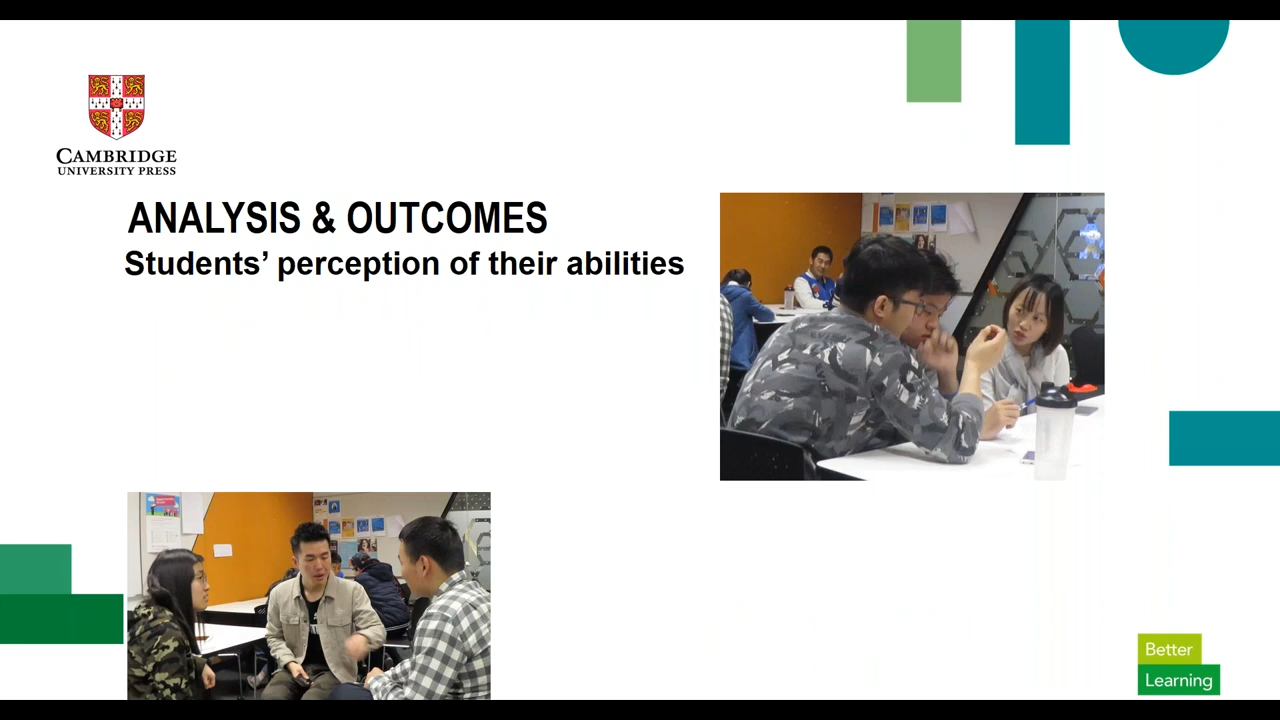 CAMBRIDGE
UNIVERSITY PRESS
ANALYSIS & OUTCOMES
Students’ perception of their abilities
Better
Learning